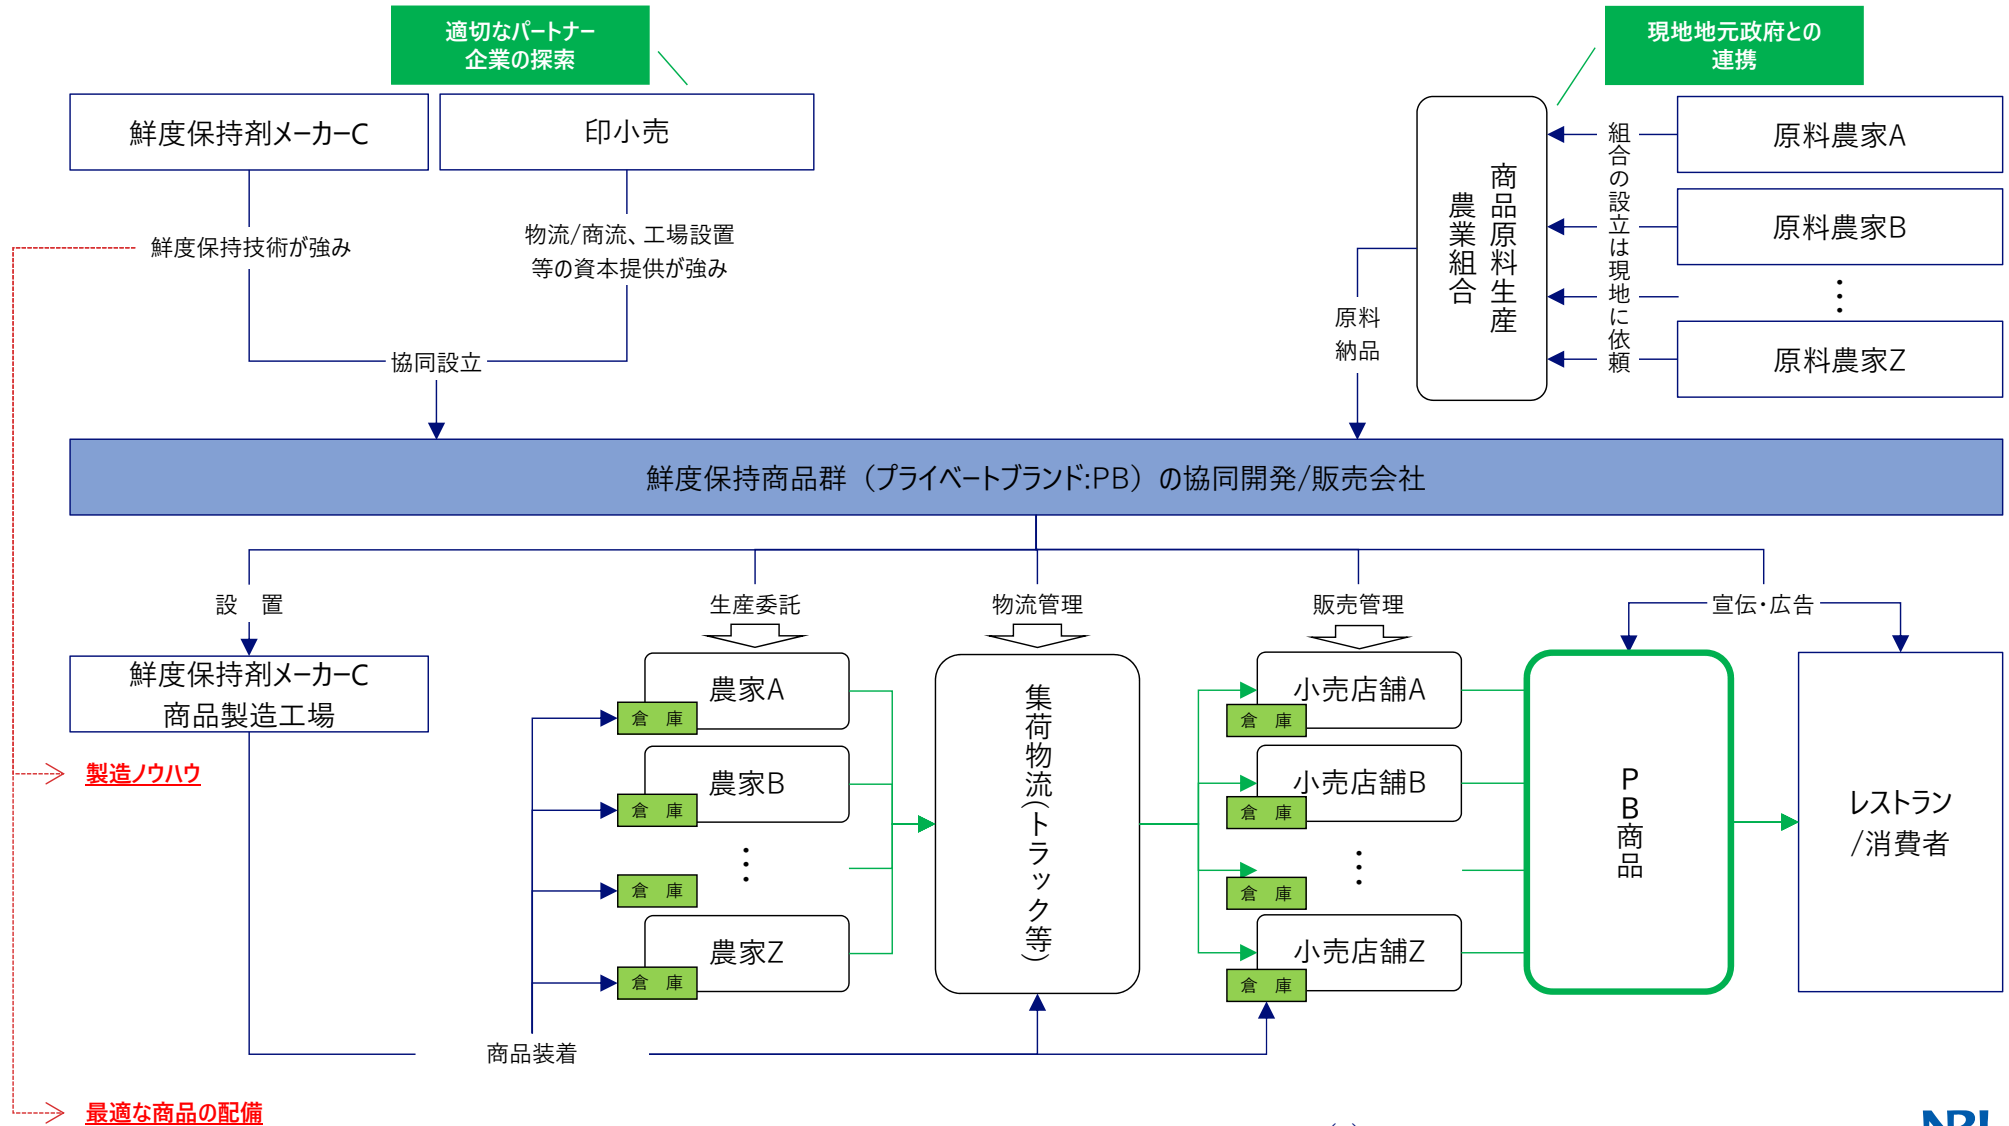 適切なパートナー
企業の探索
現地地元政府との
連携
鮮度保持剤メーカーC
印小売
商品原料生産
農業組合
組合の設立は現地に依頼
原料農家A
原料農家B
⋮
原料農家Z
鮮度保持技術が強み
物流/商流、工場設置
等の資本提供が強み
原料
納品
協同設立
鮮度保持商品群（プライベートブランド:PB）の協同開発/販売会社
設　置
生産委託
物流管理
販売管理
宣伝・広告
鮮度保持剤メーカーC
商品製造工場
農家A
倉　庫
農家B
倉　庫
⋮
倉　庫
農家Z
倉　庫
集荷物流(トラック等)
小売店舗A
倉　庫
小売店舗B
倉　庫
⋮
倉　庫
小売店舗Z
倉　庫
PB商品
レストラン
/消費者
製造ノウハウ
商品装着
最適な商品の配備
NRI